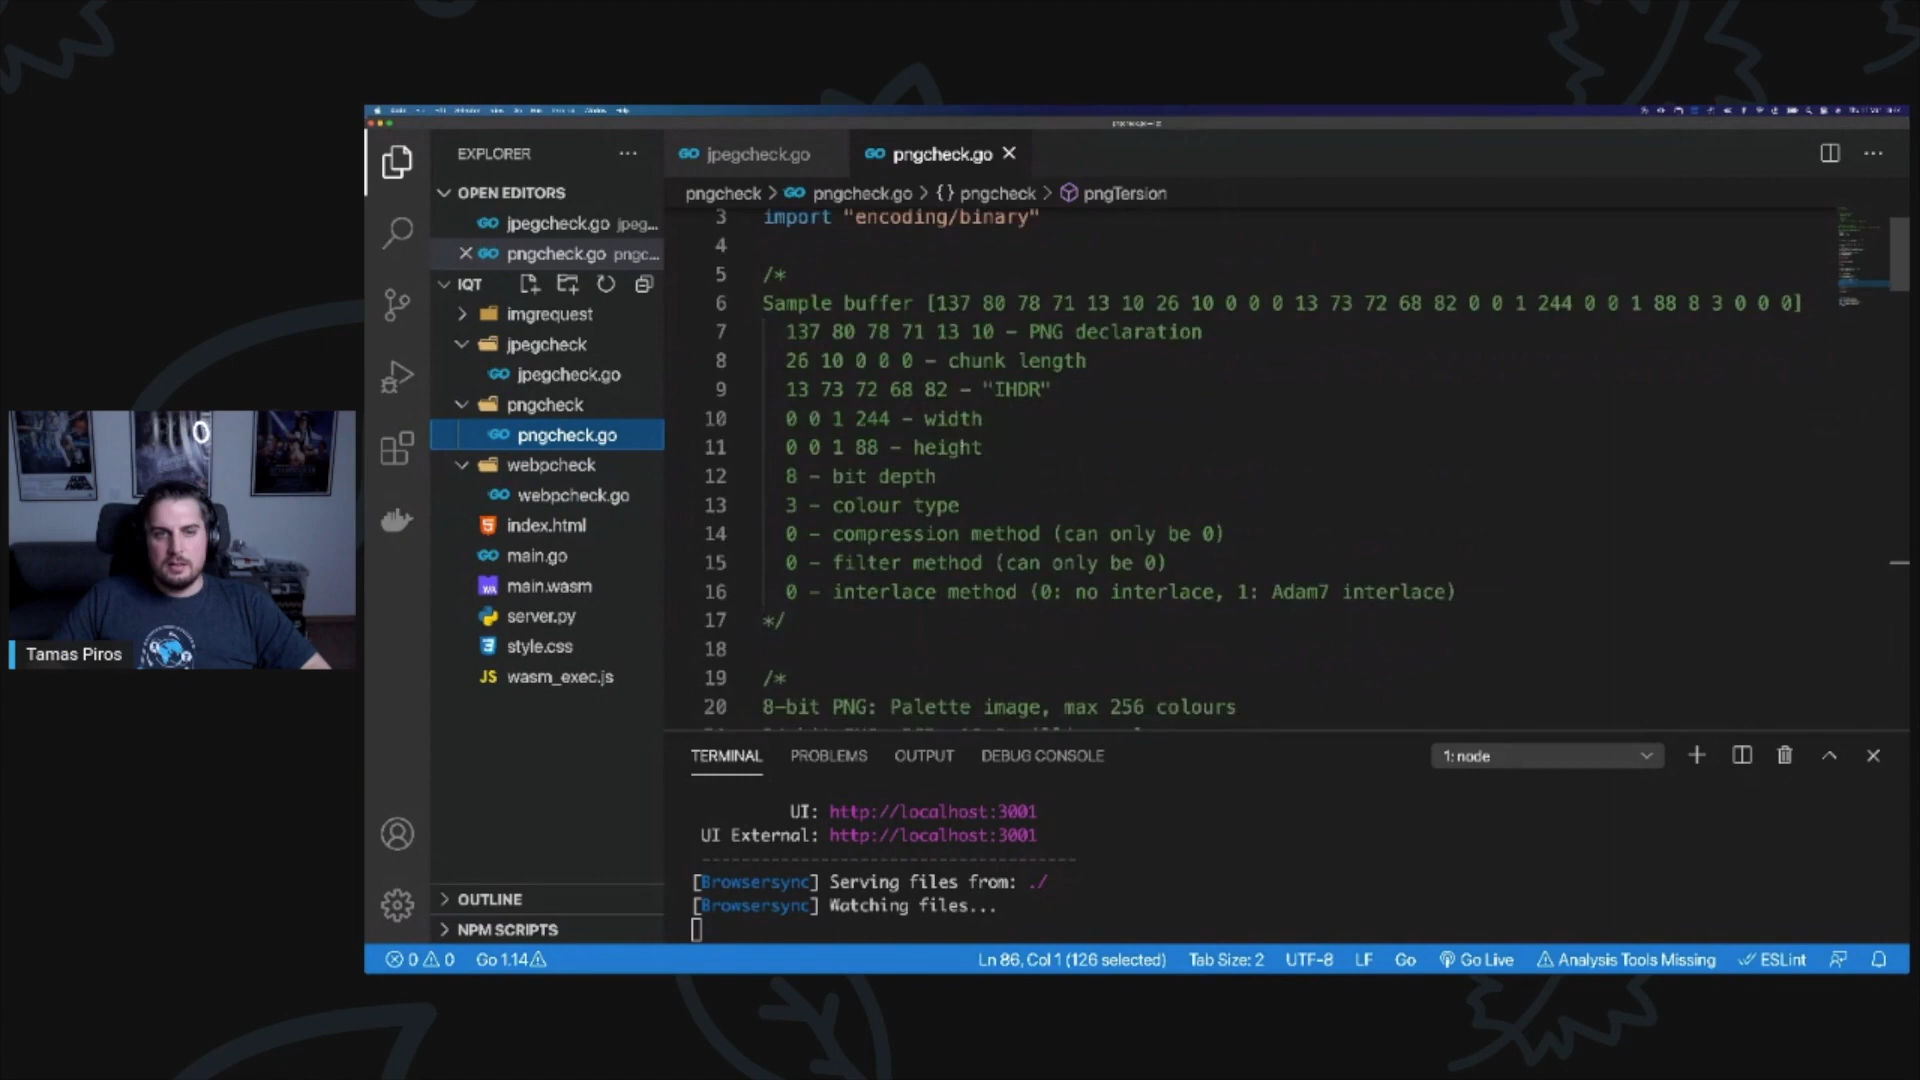 EXPLORER
OPEN EDITORS
jpegcheck.go jpeg...
pngcheck.go pngc...
IQT
imgrequest
jpegcheck
jpegcheck.go
pngcheck
pngcheck.go
webpcheck
webpcheck.go
index.html
main.go
main.wasm
server.py
style.css
JS wasm_exec.js
OUTLINE
NPM SCRIPTS
jpegcheck.go
pngcheck.go
pngcheck > pngcheck.go > {} pngcheck > pngTersion
3 import "encoding/binary"
4
5 /*
6 Sample buffer [137 80 78 71 13 10 26 10 0 0 0 13 73 72 68 82 0 0 1 244 0 0 1 88 8 3 0 0 0]
7 137 80 78 71 13 10 - PNG declaration
8 26 10 0 0 0 - chunk length
9 13 73 72 68 82 - "IHDR"
10 0 0 1 244 - width
11 0 0 1 88 - height
12 8 - bit depth
13 3 - colour type
14 0 - compression method (can only be 0)
15 0 - filter method (can only be 0)
16 0 - interlace method (0: no interlace, 1: Adam7 interlace)
17 */
18
19 /*
20 8-bit PNG: Palette image, max 256 colours
TERMINAL PROBLEMS OUTPUT DEBUG CONSOLE 1: node
UI: http://localhost:3001
UI External: http://localhost:3001
------------------------------------
[Browsersync] Serving files from: ./
[Browsersync] Watching files...
0 0 Go 1.14 Ln 86, Col 1 (126 selected) Tab Size: 2 UTF-8 LF Go Go Live Analysis Tools Missing ESLint
Tamas Piros